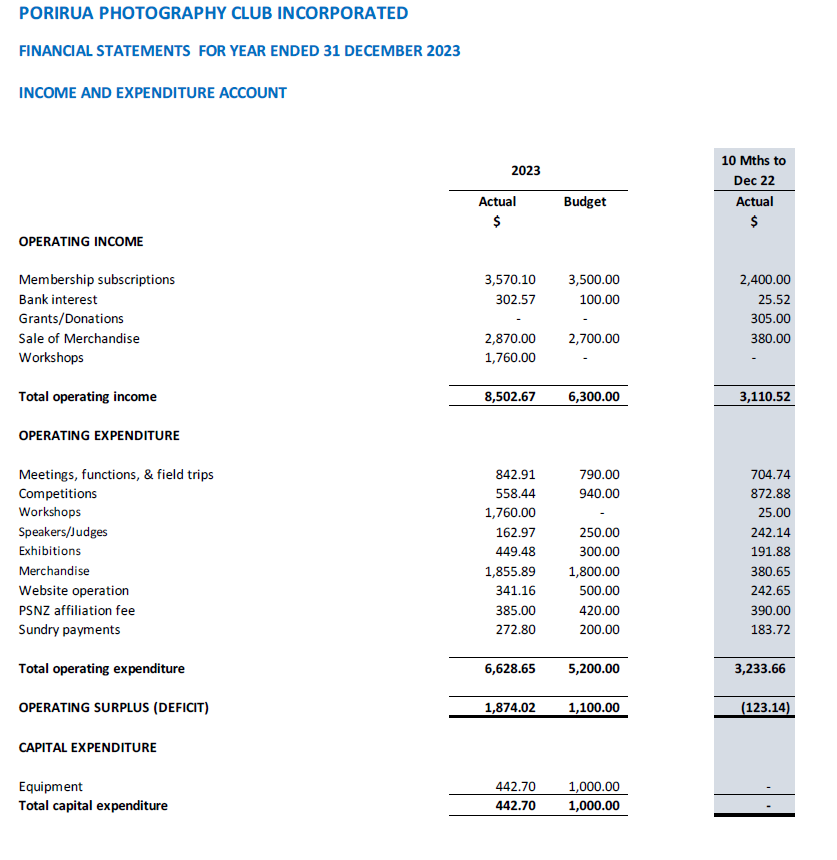 PORIRUA PHOTOGRAPHY CLUB INCORPORATED
FINANCIAL STATEMENTS FOR YEAR ENDED 31 DECEMBER 2023
INCOME AND EXPENDITURE ACCOUNT
2023 10 Mths to Dec 22
Actual Budget Actual
$ $
OPERATING INCOME
Membership subscriptions 3,570.10 3,500.00 2,400.00
Bank interest 302.57 100.00 25.52
Grants/Donations - - 305.00
Sale of Merchandise 2,870.00 2,700.00 380.00
Workshops 1,760.00 - -
Total operating income 8,502.67 6,300.00 3,110.52
OPERATING EXPENDITURE
Meetings, functions, & field trips 842.91 790.00 704.74
Competitions 558.44 940.00 872.88
Workshops 1,760.00 - 25.00
Speakers/Judges 162.97 250.00 242.14
Exhibitions 449.48 300.00 191.88
Merchandise 1,855.89 1,800.00 380.65
Website operation 341.16 500.00 242.65
PSNZ affiliation fee 385.00 420.00 390.00
Sundry payments 272.80 200.00 183.72
Total operating expenditure 6,628.65 5,200.00 3,233.66
OPERATING SURPLUS (DEFICIT) 1,874.02 1,100.00 (123.14)
CAPITAL EXPENDITURE
Equipment 442.70 1,000.00 -
Total capital expenditure 442.70 1,000.00 -